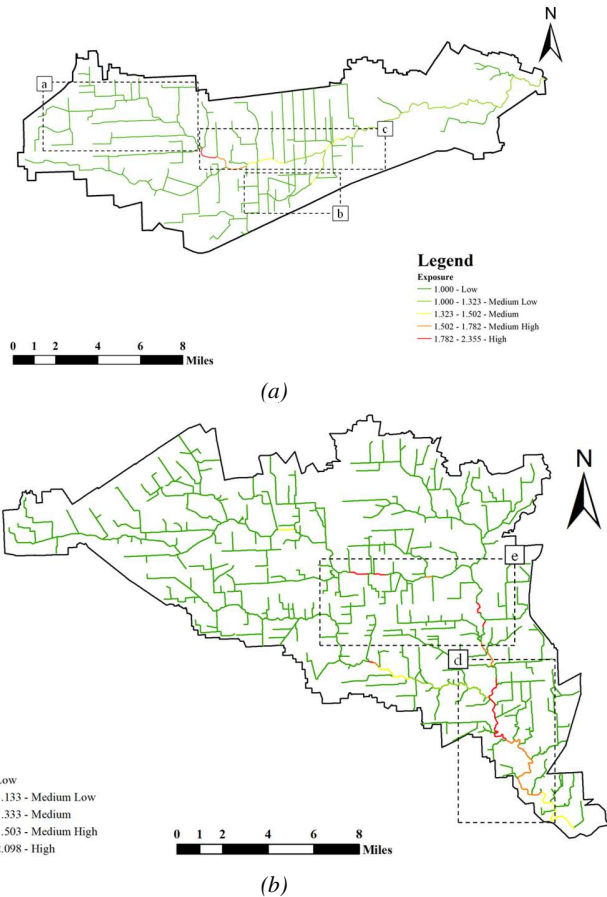 N
a
c
b
Legend
Exposure
1.000 - Low
1.000 - 1.323 - Medium Low
1.323 - 1.502 - Medium
1.502 - 1.782 - Medium High
1.782 - 2.355 - High
0 1 2 4 6 8
Miles
(a)
N
e
d
ow
.133 - Medium Low
.333 - Medium
.503 - Medium High
.098 - High
0 1 2 4 6 8
Miles
(b)